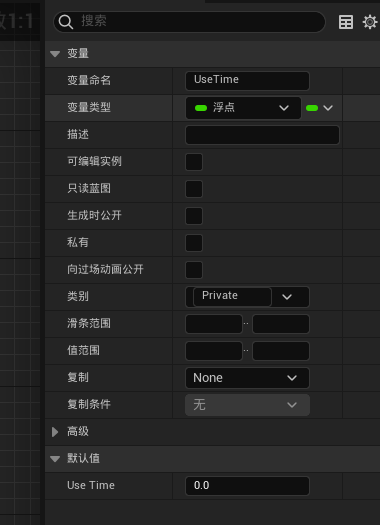 1:1
搜索
变量
变量命名 UseTime
变量类型 浮点
描述
可编辑实例
只读蓝图
生成时公开
私有
向过场动画公开
类别 Private
滑条范围 ..
值范围 ..
复制 None
复制条件 无
高级
默认值
Use Time 0.0